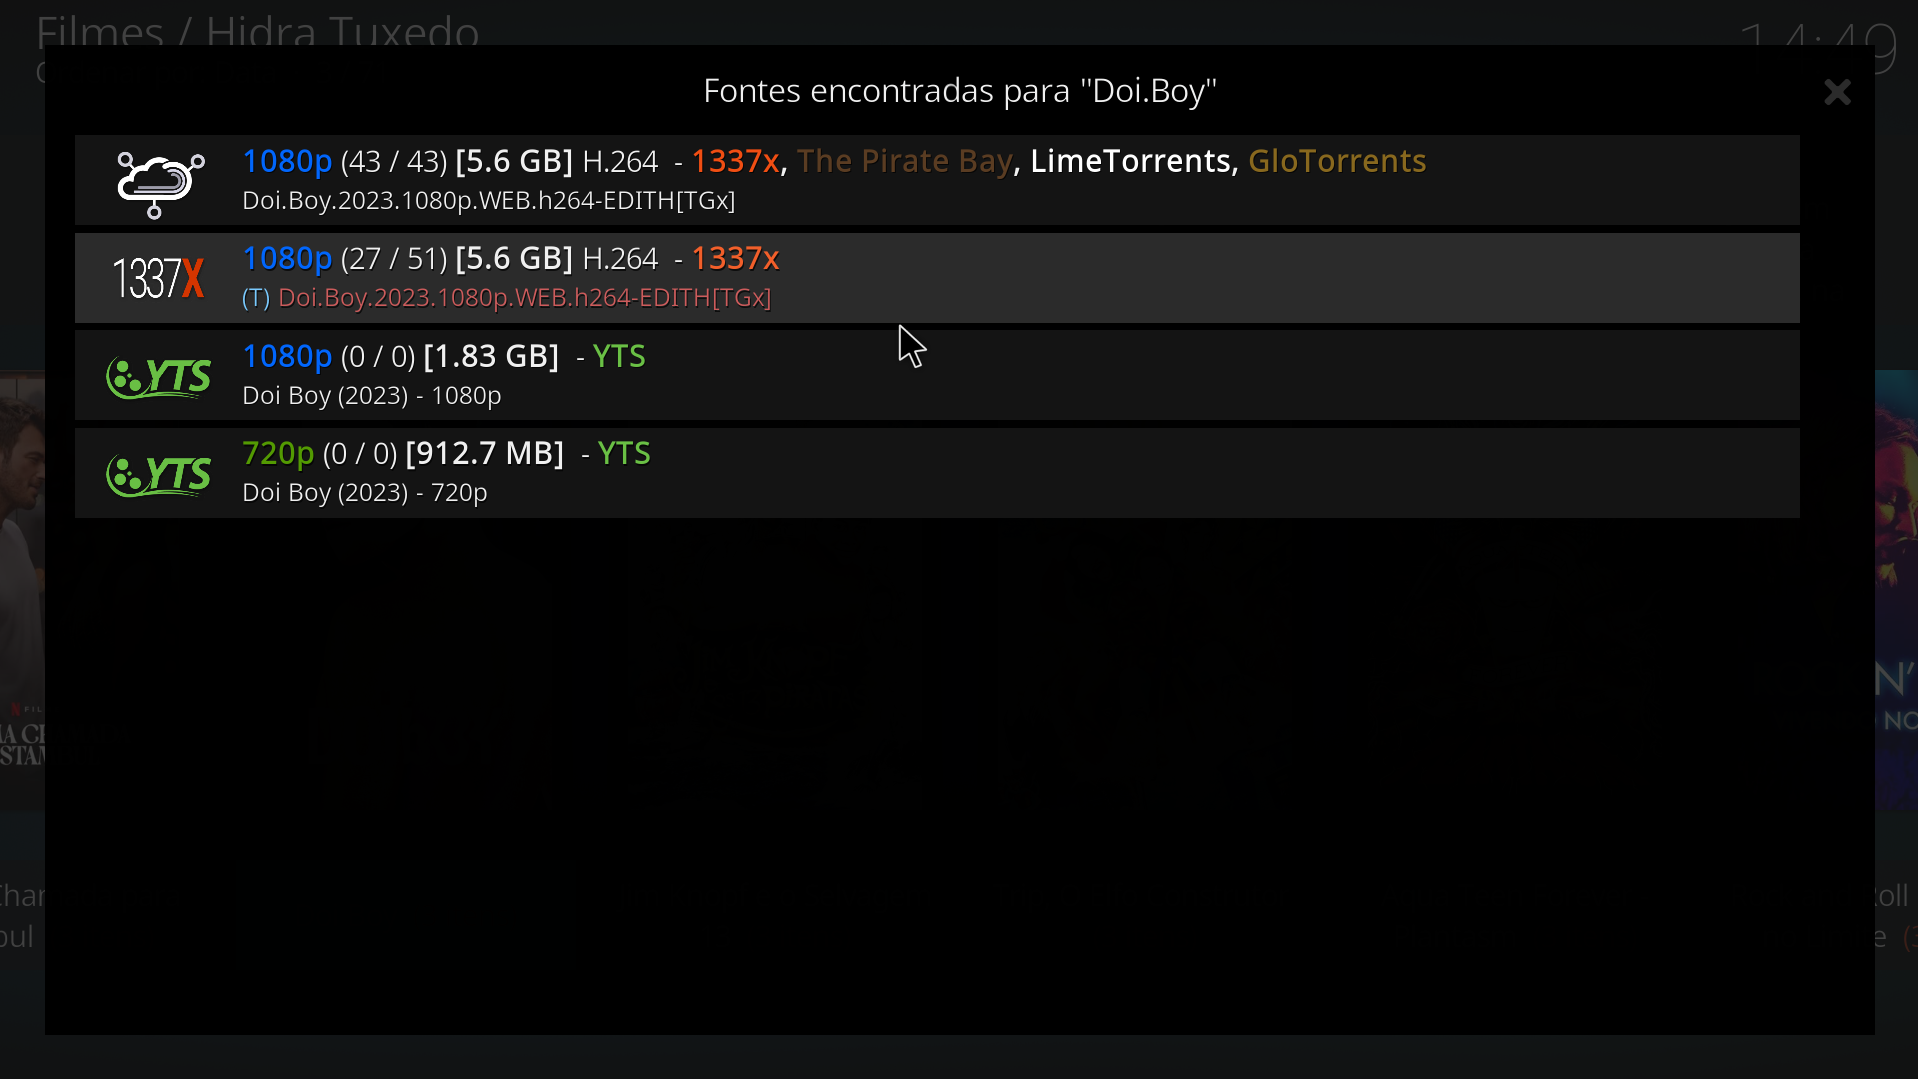 Filmes / Hidra Tuxedo
14:49
Fontes encontradas para "Doi.Boy"
1080p (43 / 43) [5.6 GB] H.264 - 1337x, The Pirate Bay, LimeTorrents, GloTorrents
Doi.Boy.2023.1080p.WEB.h264-EDITH[TGx]
1337X
1080p (27 / 51) [5.6 GB] H.264 - 1337x
(T) Doi.Boy.2023.1080p.WEB.h264-EDITH[TGx]
YTS
1080p (0 / 0) [1.83 GB] - YTS
Doi Boy (2023) - 1080p
YTS
720p (0 / 0) [912.7 MB] - YTS
Doi Boy (2023) - 720p
N'
NO